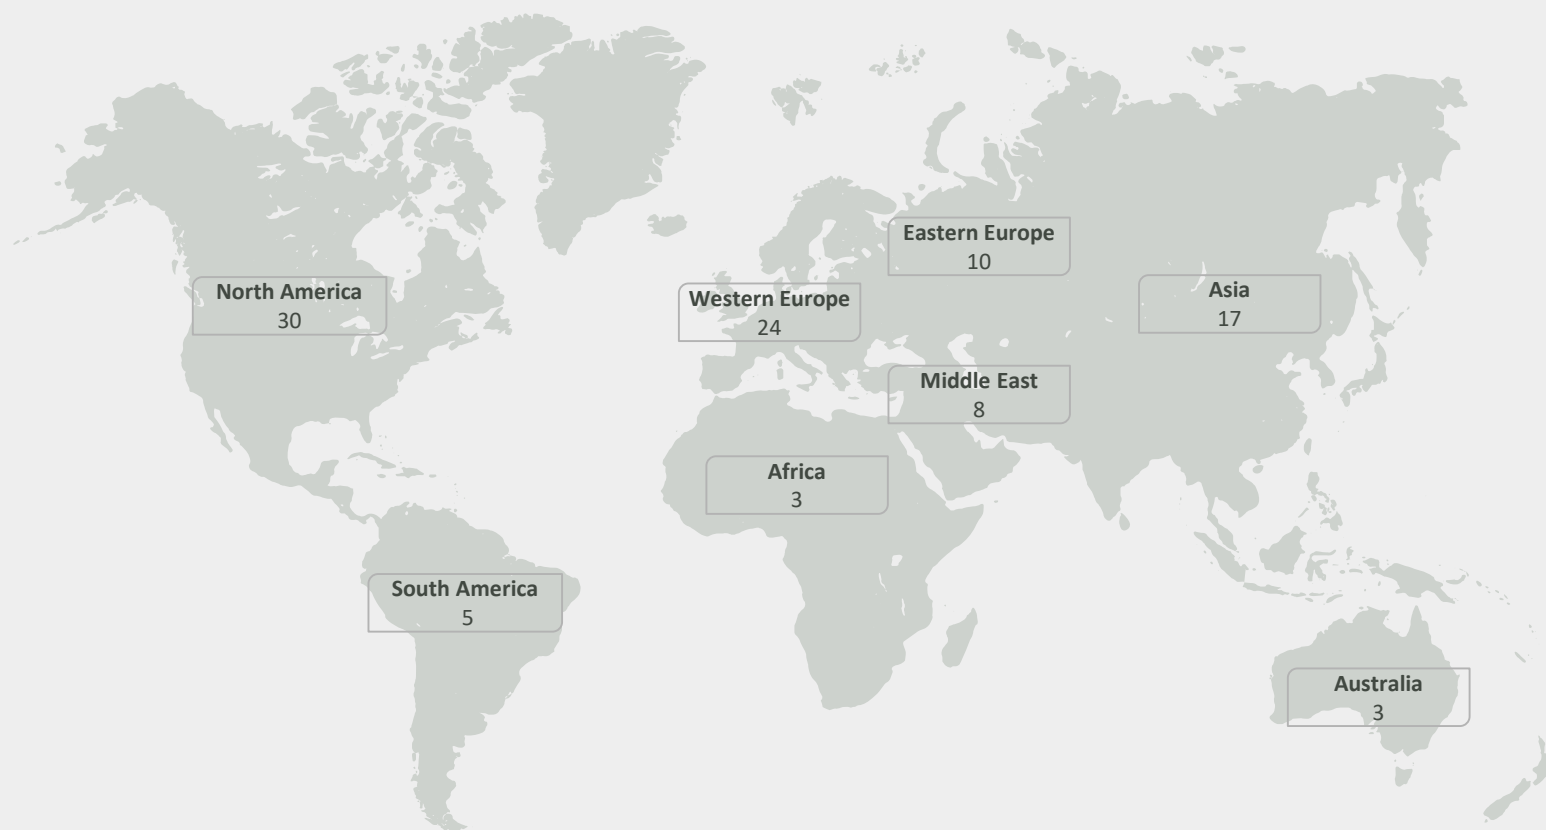 Eastern Europe
10
North America
30
Western Europe
24
Asia
17
Middle East
8
Africa
3
South America
5
Australia
3